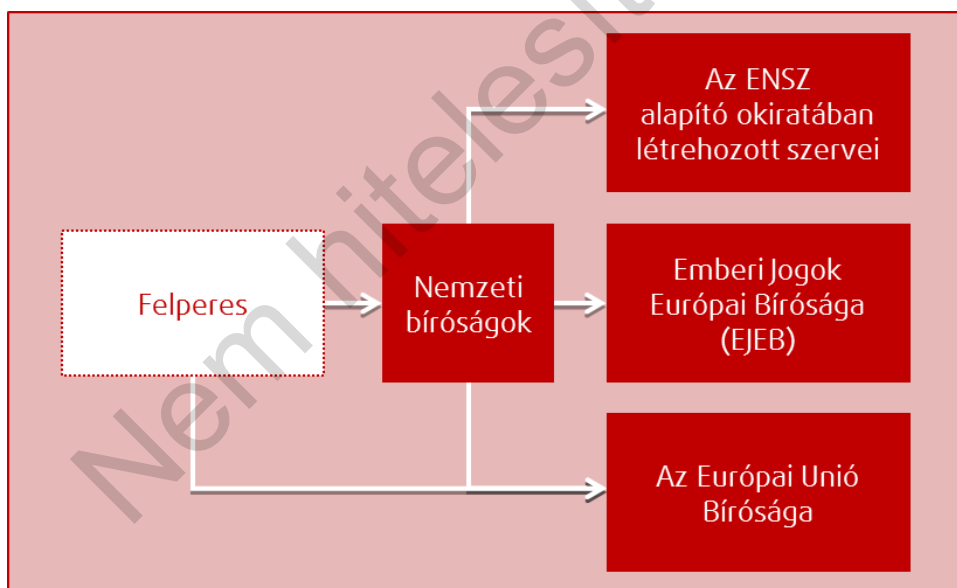 Az ENSZ
alapító okiratában
létrehozott szervei
Felperes
Nemzeti
bíróságok
Emberi Jogok
Európai Bírósága
(EJEB)
Az Európai Unió
Bírósága
Nem hitelesít